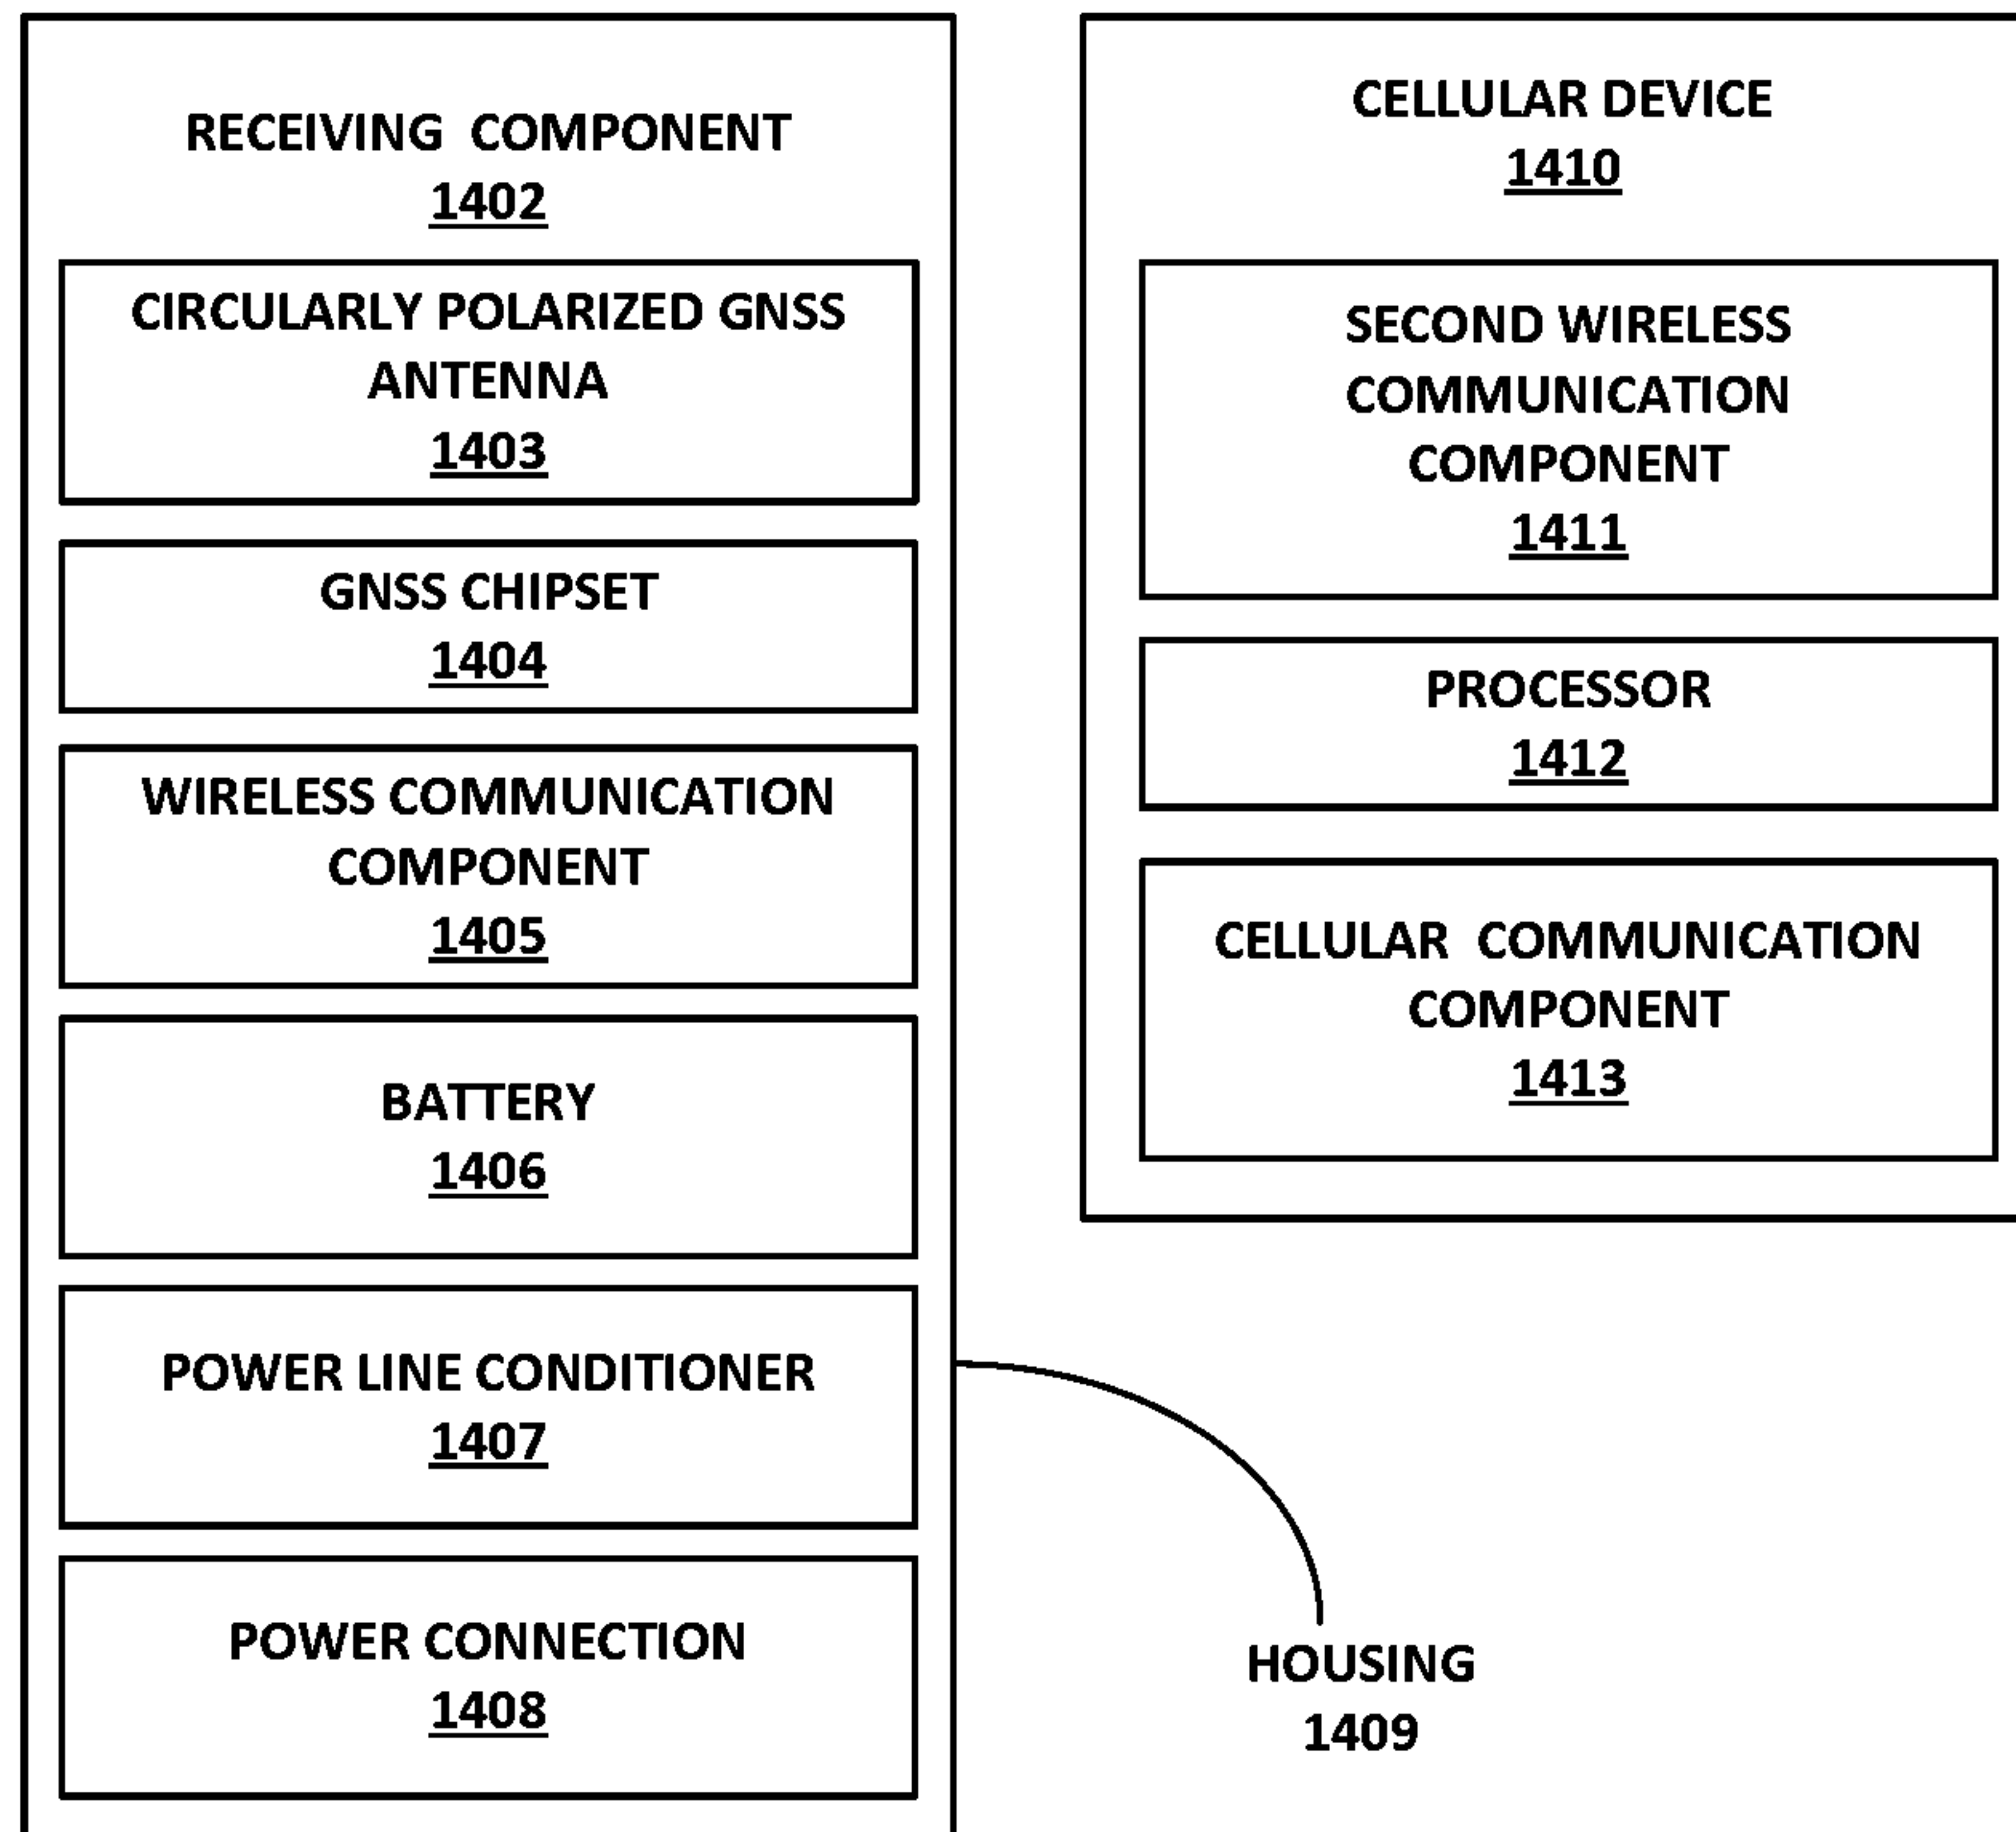 RECEIVING COMPONENT
1402
CIRCULARLY POLARIZED GNSS
ANTENNA
1403
GNSS CHIPSET
1404
WIRELESS COMMUNICATION
COMPONENT
1405
BATTERY
1406
POWER LINE CONDITIONER
1407
POWER CONNECTION
1408
CELLULAR DEVICE
1410
SECOND WIRELESS
COMMUNICATION
COMPONENT
1411
PROCESSOR
1412
CELLULAR COMMUNICATION
COMPONENT
1413
HOUSING
1409